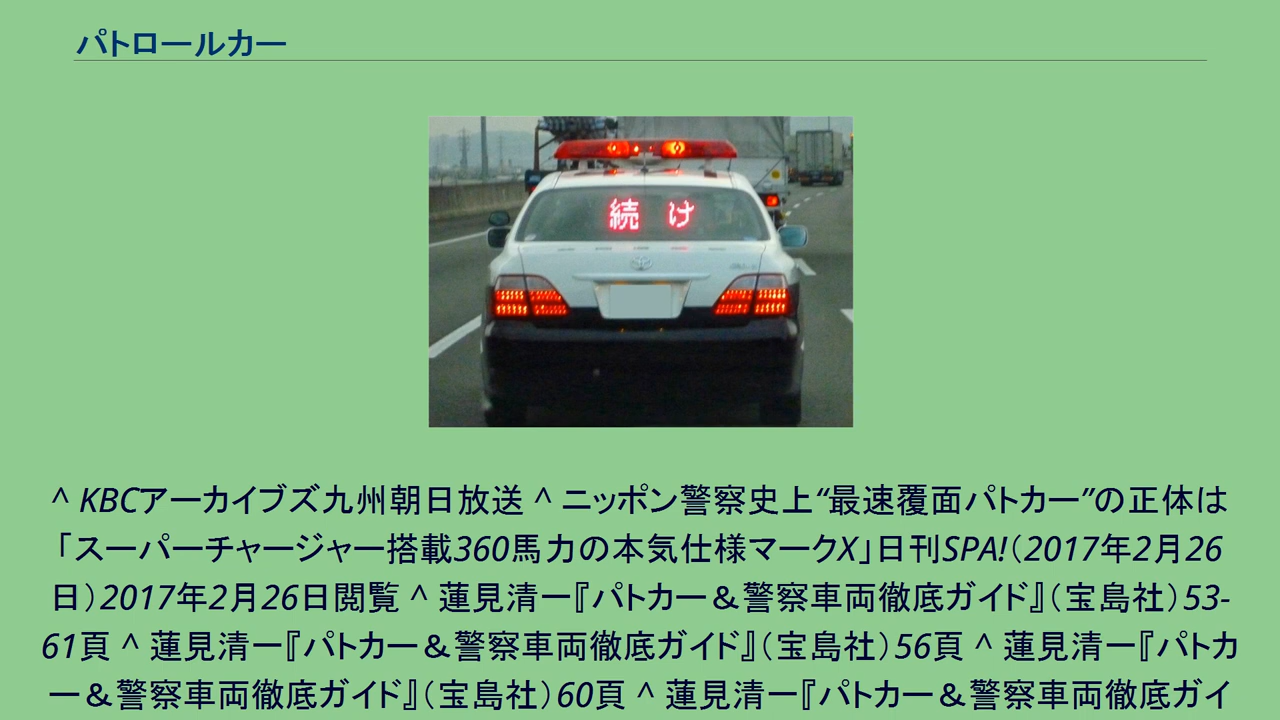 パトロールカー
続 け
^ KBCアーカイブズ九州朝日放送 ^ ニッポン警察史上“最速覆面パトカー”の正体は
「スーパーチャージャー搭載360馬力の本気仕様マークX」日刊SPA!（2017年2月26
日）2017年2月26日閲覧 ^ 蓮見清一『パトカー＆警察車両徹底ガイド』（宝島社）53-
61頁 ^ 蓮見清一『パトカー＆警察車両徹底ガイド』（宝島社）56頁 ^ 蓮見清一『パトカ
ー＆警察車両徹底ガイド』（宝島社）60頁 ^ 蓮見清一『パトカー＆警察車両徹底ガイ